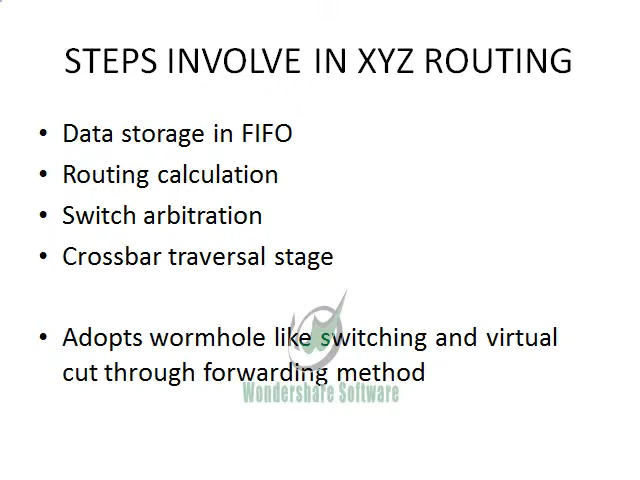 STEPS INVOLVE IN XYZ ROUTING
• Data storage in FIFO
• Routing calculation
• Switch arbitration
• Crossbar traversal stage
• Adopts wormhole like switching and virtual
cut through forwarding method
Wondershare Software